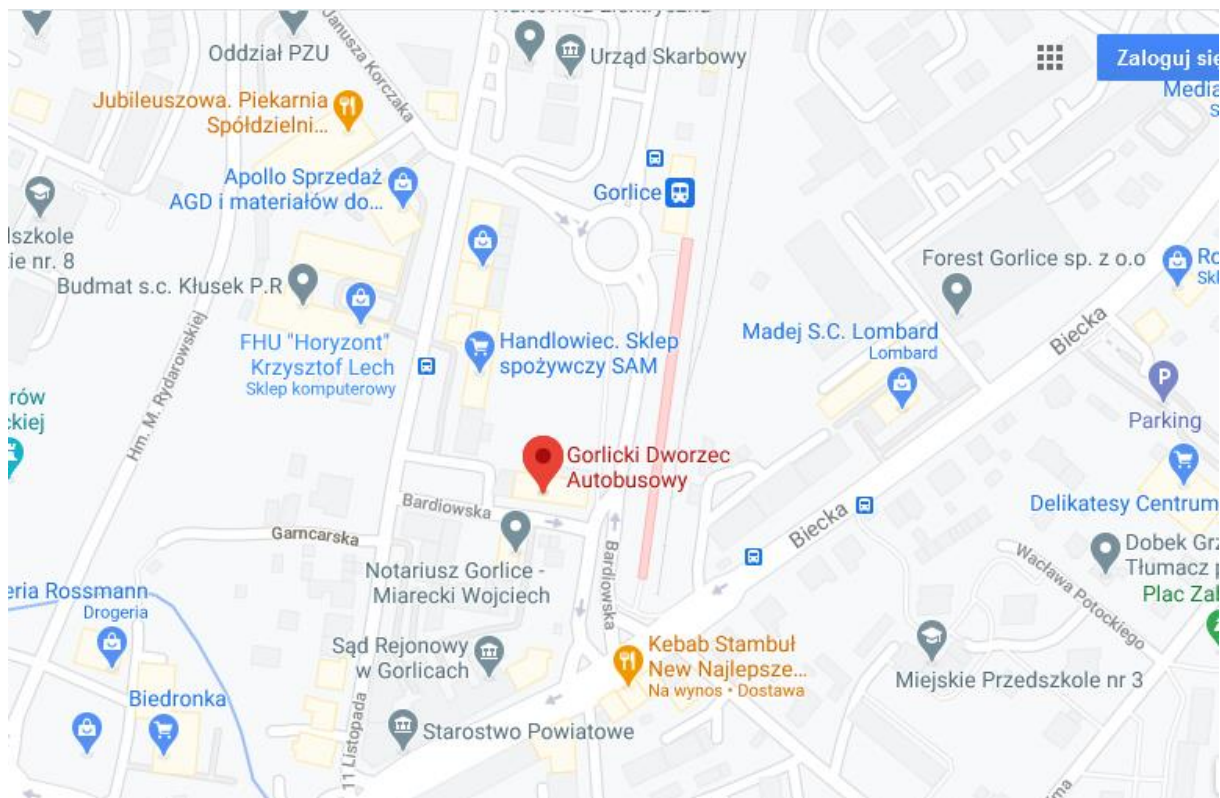 Janusza Korczaka
Oddział PZU
Urząd Skarbowy
Zaloguj się
Media
S
Jubileuszowa. Piekarnia
Spółdzielni...
Apollo Sprzedaż
AGD i materiałów do...
Gorlice
szkole
ie nr. 8
Budmat s.c. Kłusek P.R
Forest Gorlice sp. z o.o
Ro
Skl
FHU "Horyzont"
Krzysztof Lech
Sklep komputerowy
Handlowiec. Sklep
spożywczy SAM
Madej S.C. Lombard
Lombard
Biecka
Hm. M. Rydarowskiej
rów
ckiej
P
Parking
Gorlicki Dworzec
Autobusowy
Bardiowska
Delikatesy Centrum
Biecka
Garncarska
Notariusz Gorlice -
Miarecki Wojciech
Bardiowska
Dobek Grz
Tłumacz p
Plac Zab
Wacława Potockiego
eria Rossmann
Drogeria
Sąd Rejonowy
w Gorlicach
Kebab Stambuł
New Najlepsze...
Na wynos • Dostawa
Miejskie Przedszkole nr 3
Biedronka
Starostwo Powiatowe
11 Listopada
ma